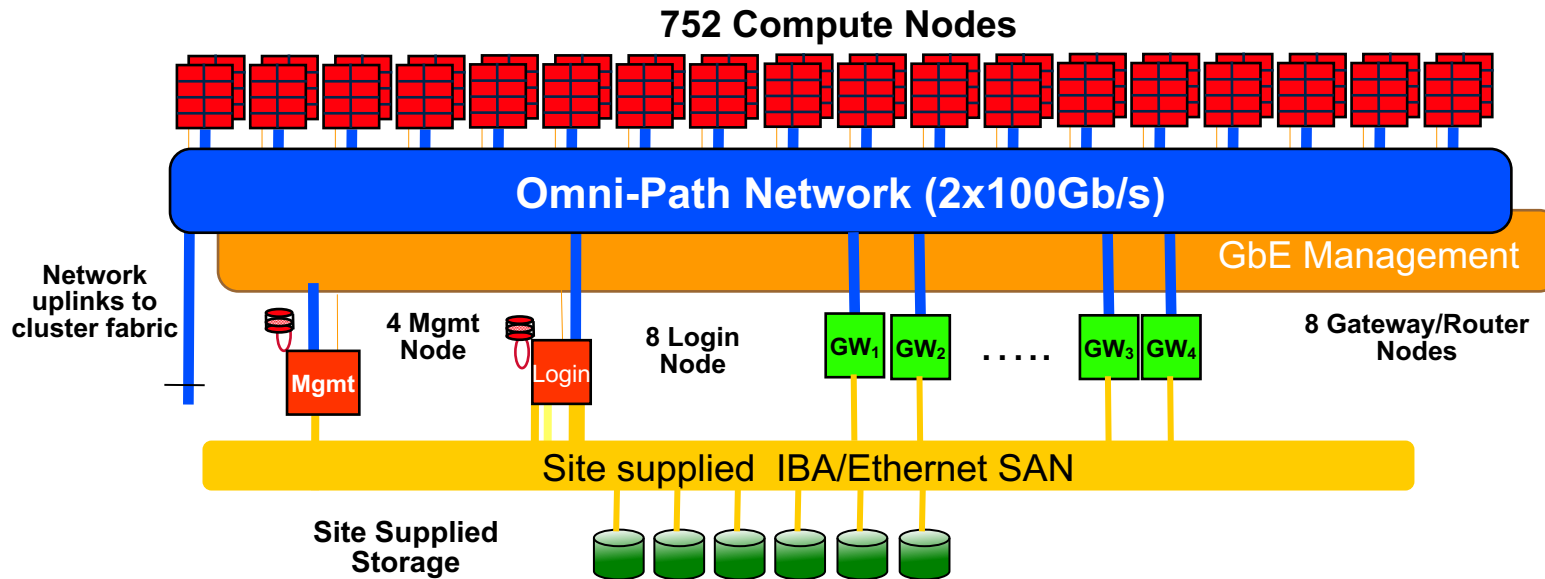 752 Compute Nodes
Omni-Path Network (2x100Gb/s)
GbE Management
Network
uplinks to
cluster fabric
4 Mgmt
Node
8 Login
Node
8 Gateway/Router
Nodes
Mgmt
Login
GW₁
GW₂
.....
GW₃
GW₄
Site supplied IBA/Ethernet SAN
Site Supplied
Storage